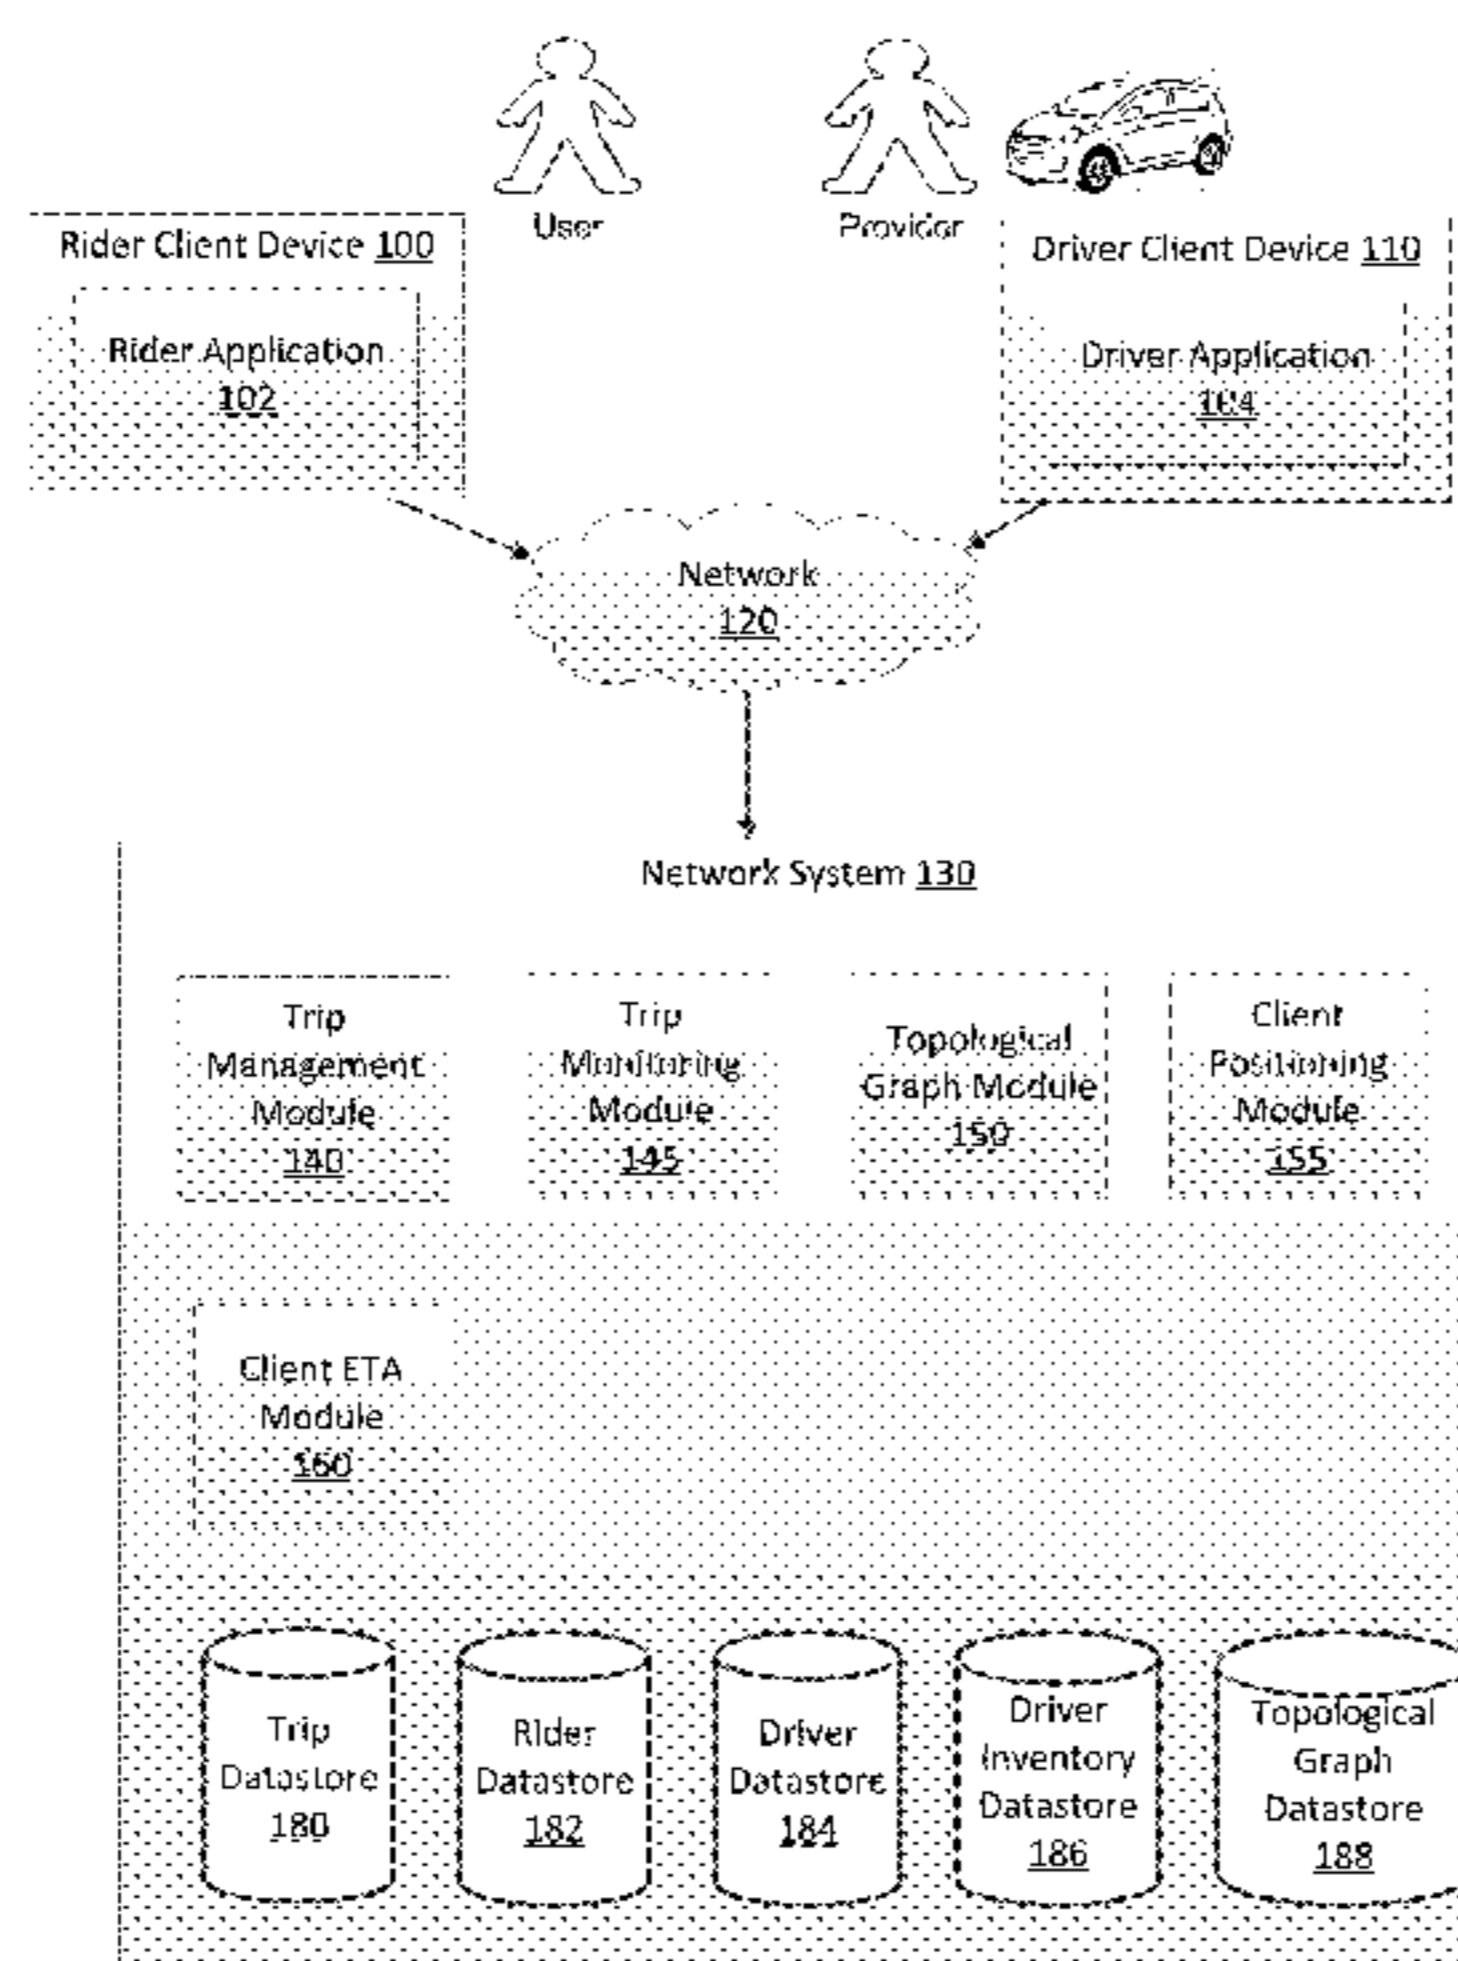 User
Provider
Rider Client Device 100
Driver Client Device 110
Rider Application
102
Driver Application
104
Network
120
Network System 130
Trip
Management
Module
140
Trip
Monitoring
Module
145
Topological
Graph Module
150
Client
Positioning
Module
155
Client ETA
Module
160
Trip
Datastore
180
Rider
Datastore
182
Driver
Datastore
184
Driver
Inventory
Datastore
186
Topological
Graph
Datastore
188